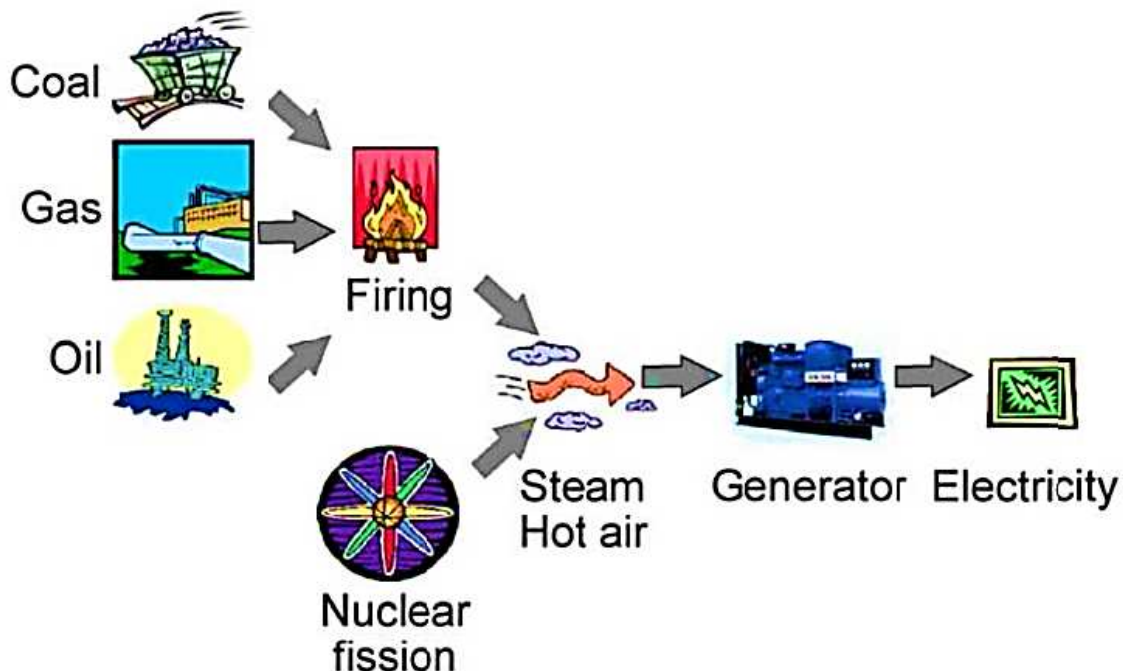 Coal
Gas
Oil
Firing
Nuclear
fission
Steam
Hot air
Generator
Electricity